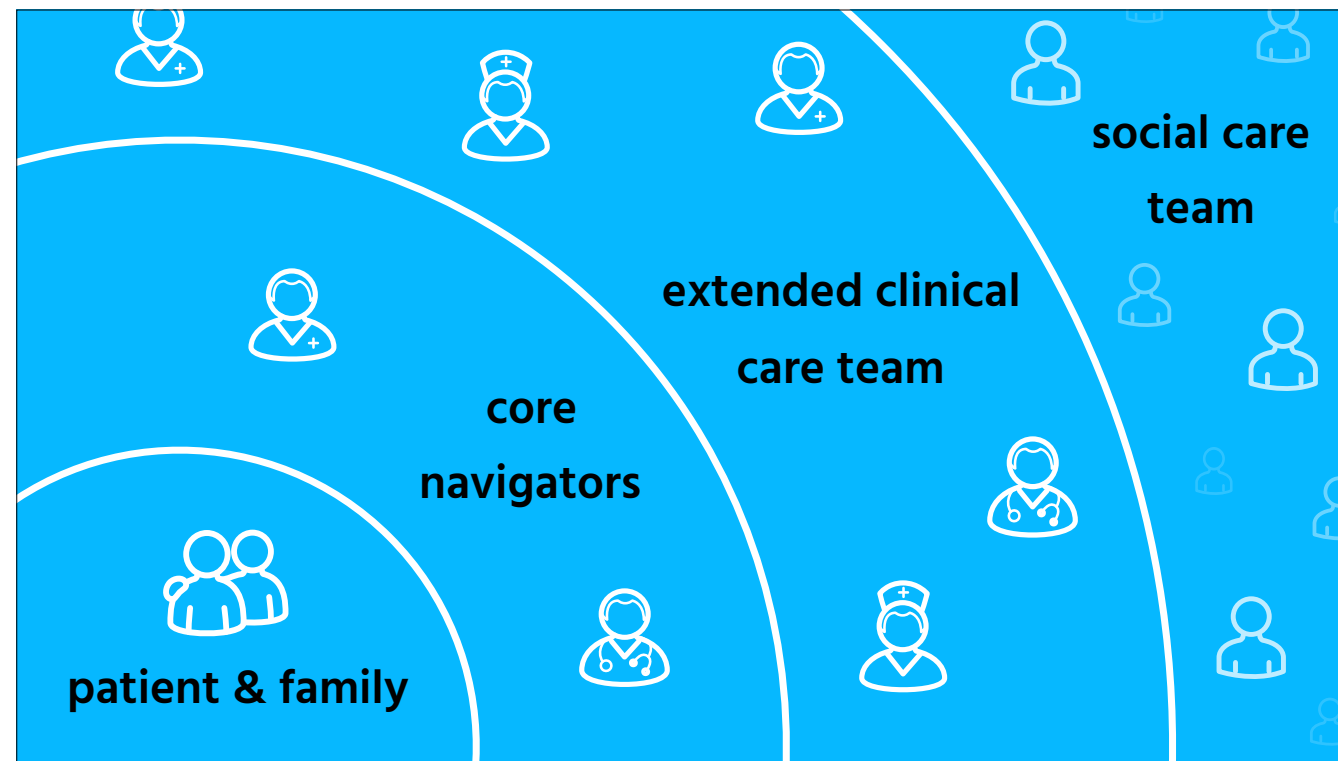 social care
team
extended clinical
care team
core
navigators
patient & family